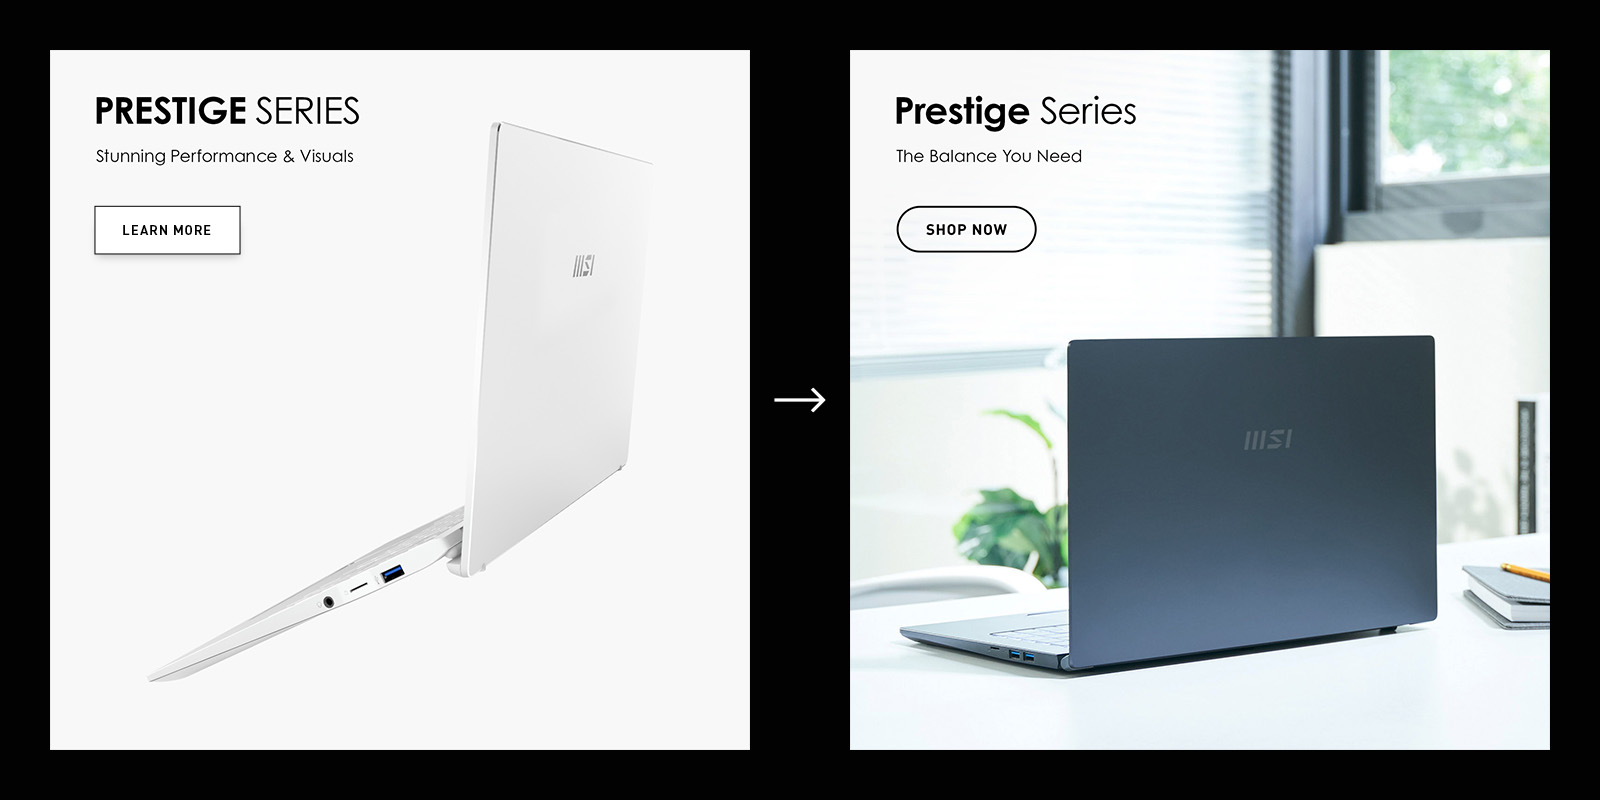 PRESTIGE SERIES
Stunning Performance & Visuals
LEARN MORE
msi
Prestige Series
The Balance You Need
SHOP NOW
msi